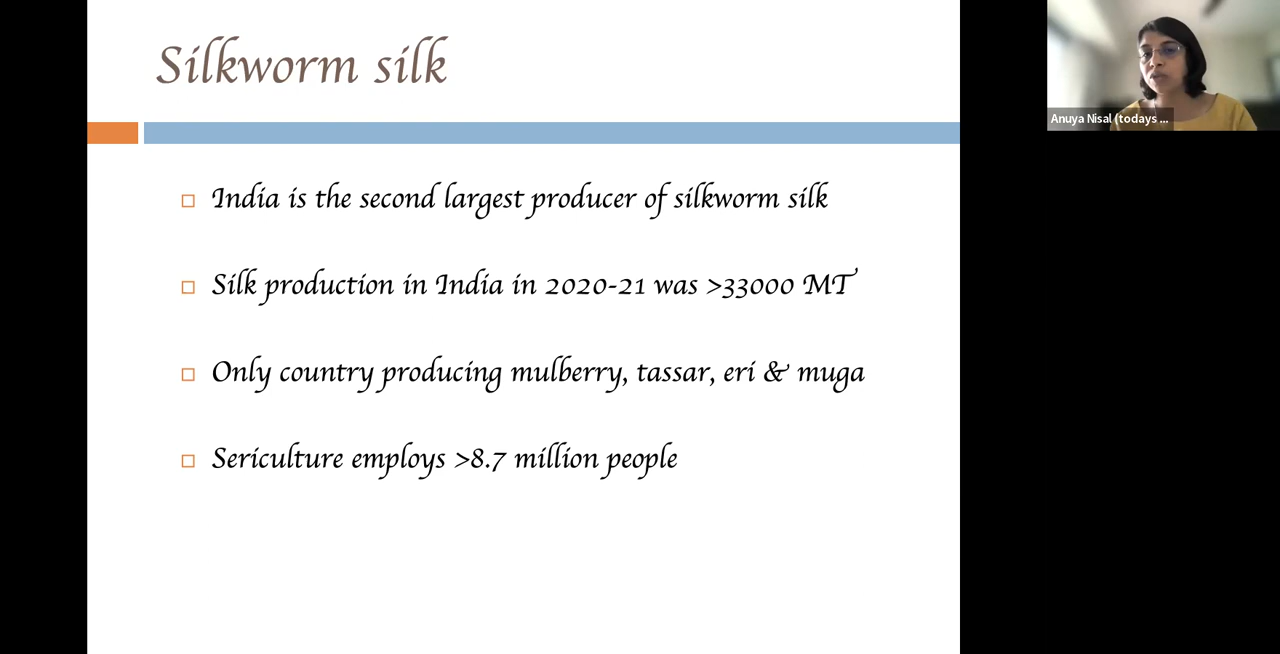 Silkworm silk
India is the second largest producer of silkworm silk
Silk production in India in 2020-21 was >33000 MT
Only country producing mulberry, tassar, eri & muga
Sericulture employs >8.7 million people
Anuya Nisal (todays ...